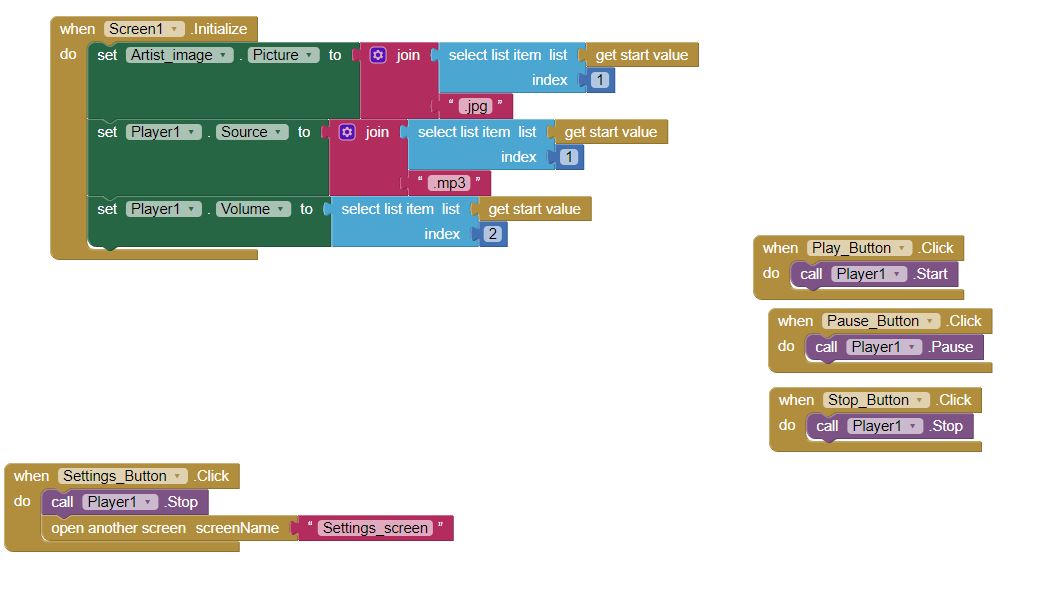 when Screen1 .Initialize
do set Artist_image . Picture to join select list item list get start value
index 1
“ .jpg ”
set Player1 . Source to join select list item list get start value
index 1
“ .mp3 ”
set Player1 . Volume to select list item list get start value
index 2
when Play_Button .Click
do call Player1 .Start
when Pause_Button .Click
do call Player1 .Pause
when Stop_Button .Click
do call Player1 .Stop
when Settings_Button .Click
do call Player1 .Stop
open another screen screenName “ Settings_screen ”